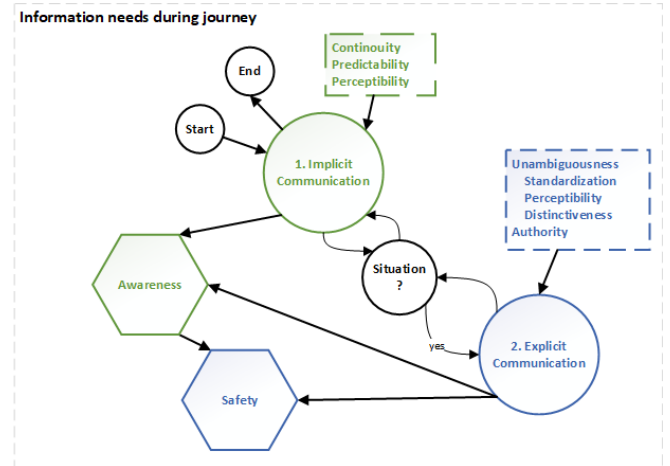 Information needs during journey
Continouity
Predictability
Perceptibility
End
Start
1. Implicit
Communication
Unambiguousness
Standardization
Perceptibility
Distinctiveness
Authority
Situation
?
Awareness
yes
2. Explicit
Communication
Safety